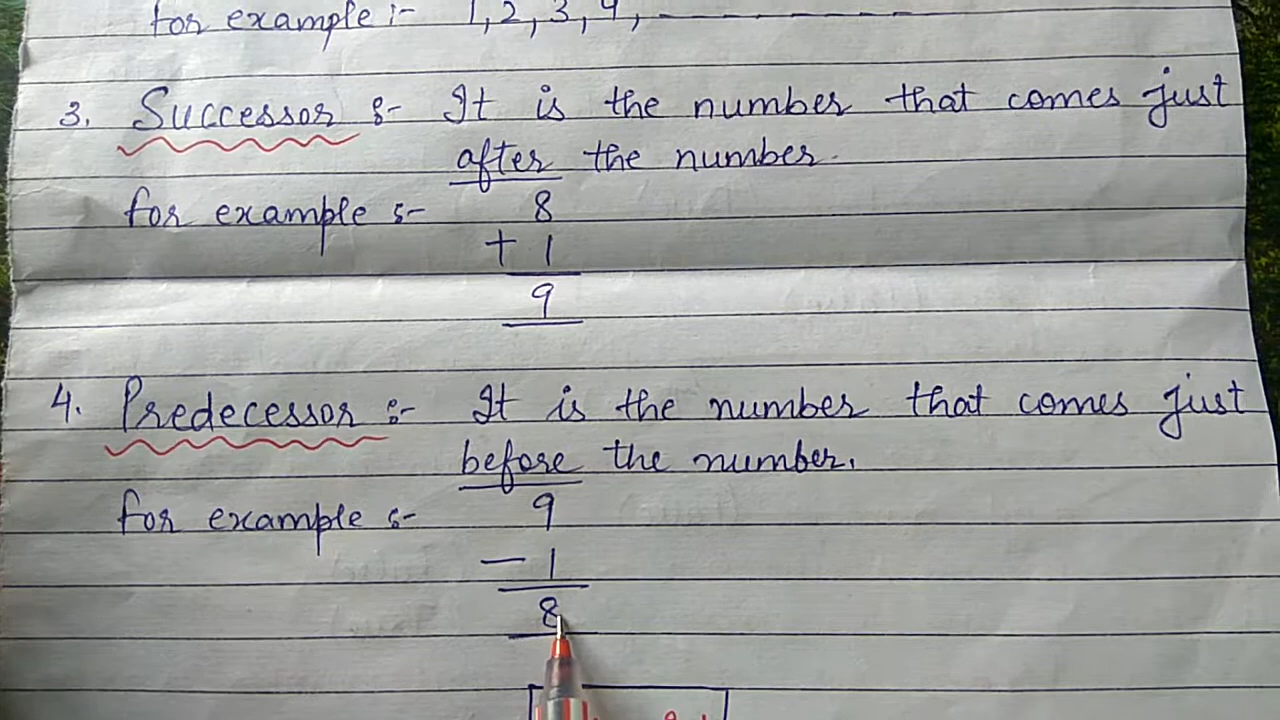 for example :- 1, 2, 3, 4, ----------
3. Successor :- It is the number that comes just
after the number.
for example :- 8
+ 1
9
4. Predecessor :- It is the number that comes just
before the number.
for example :- 9
- 1
8